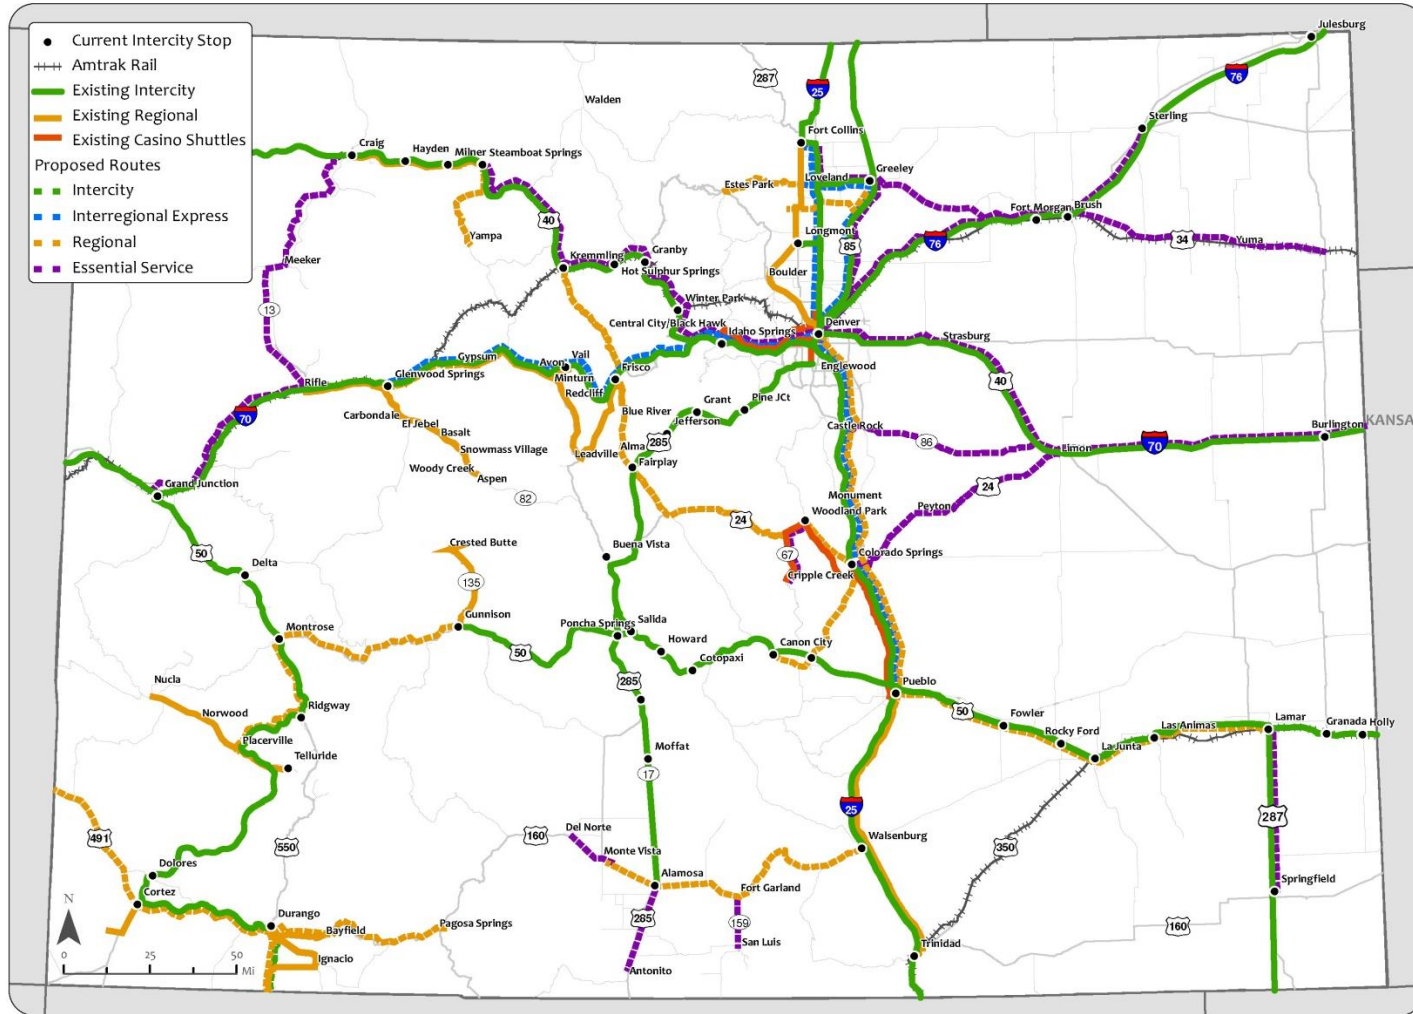 Current Intercity Stop
Amtrak Rail
Existing Intercity
Existing Regional
Existing Casino Shuttles
Proposed Routes
Intercity
Interregional Express
Regional
Essential Service
Julesburg
287
25
76
Walden
Sterling
Fort Collins
Craig
Hayden
Milner
Steamboat Springs
Loveland
Greeley
Estes Park
Fort Morgan
Brush
40
Longmont
85
76
34
Yuma
Yampa
Meeker
Kremmling
Granby
Hot Sulphur Springs
Boulder
13
Winter Park
Central City/Black Hawk
Idaho Springs
Denver
Strasburg
Gypsum
Avon
Vail
Minturn
Redcliff
Frisco
Englewood
40
Rifle
Glenwood Springs
70
Carbondale
El Jebel
Basalt
Snowmass Village
Woody Creek
Aspen
82
Blue River
Grant
Pine JCt
Jefferson
Alma
285
Fairplay
Leadville
Castle Rock
86
Limon
70
Burlington
KANSA
Grand Junction
24
Peyton
Monument
Woodland Park
24
67
Cripple Creek
Colorado Springs
50
Delta
Crested Butte
135
Buena Vista
Gunnison
Montrose
50
Poncha Springs
Salida
Howard
Cotopaxi
Canon City
285
Pueblo
50
Fowler
Rocky Ford
La Junta
Las Animas
Lamar
Granada
Holly
Nucla
Norwood
Ridgway
Placerville
Telluride
Moffat
17
25
287
491
550
160
Del Norte
Monte Vista
Walsenburg
350
Dolores
Cortez
Alamosa
Fort Garland
Springfield
N
Durango
Bayfield
Pagosa Springs
285
159
San Luis
160
Ignacio
Antonito
Trinidad
0
25
50
Mi